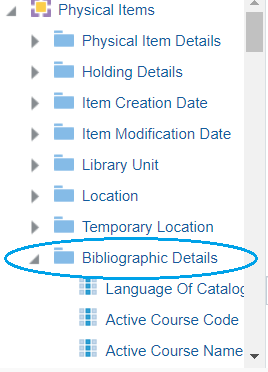 Physical Items
Physical Item Details
Holding Details
Item Creation Date
Item Modification Date
Library Unit
Location
Temporary Location
Bibliographic Details
Language Of Catalog
Active Course Code
Active Course Name